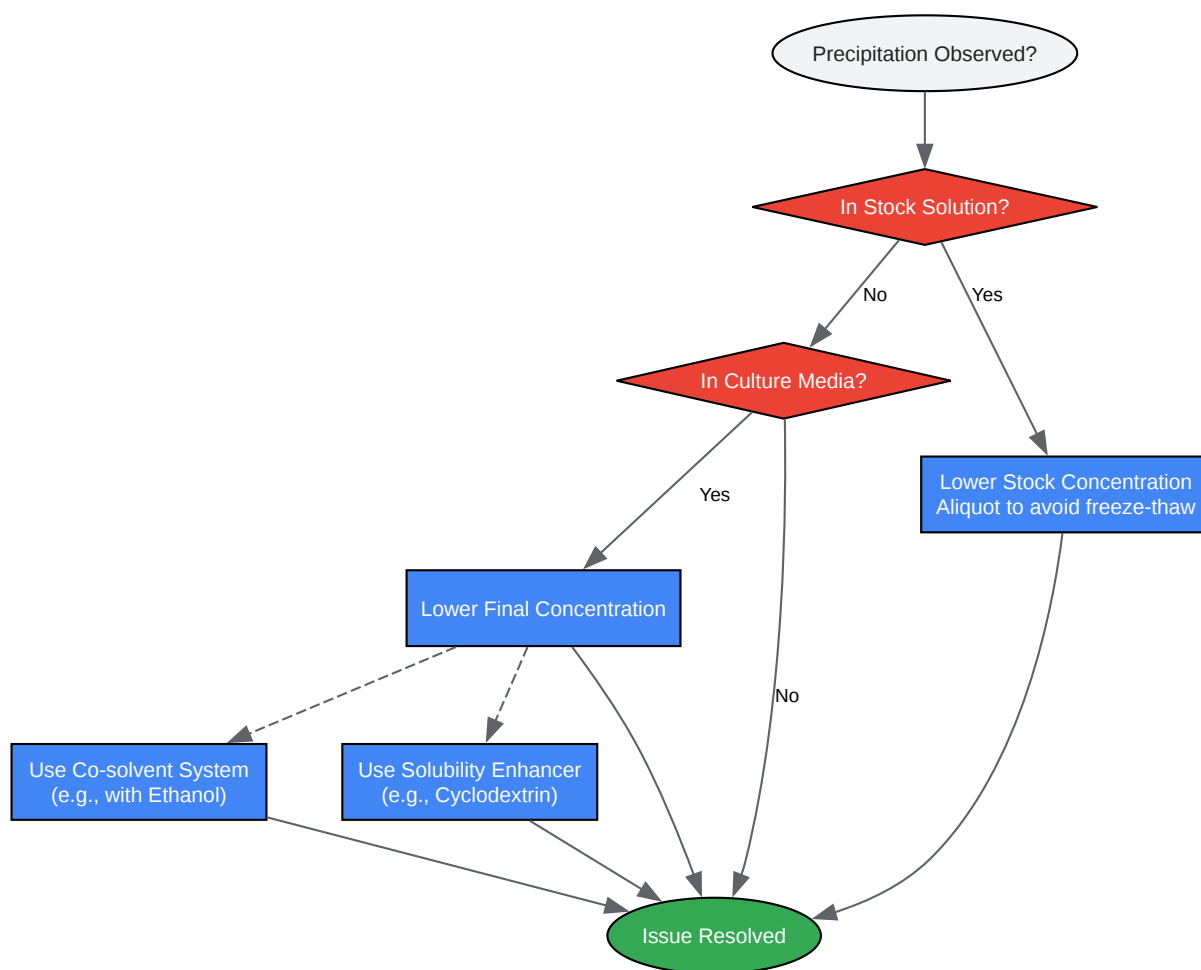 Precipitation Observed?
In Stock Solution?
No
Yes
In Culture Media?
Lower Stock Concentration
Aliquot to avoid freeze-thaw
Yes
Lower Final Concentration
No
Use Co-solvent System
(e.g., with Ethanol)
Use Solubility Enhancer
(e.g., Cyclodextrin)
Issue Resolved